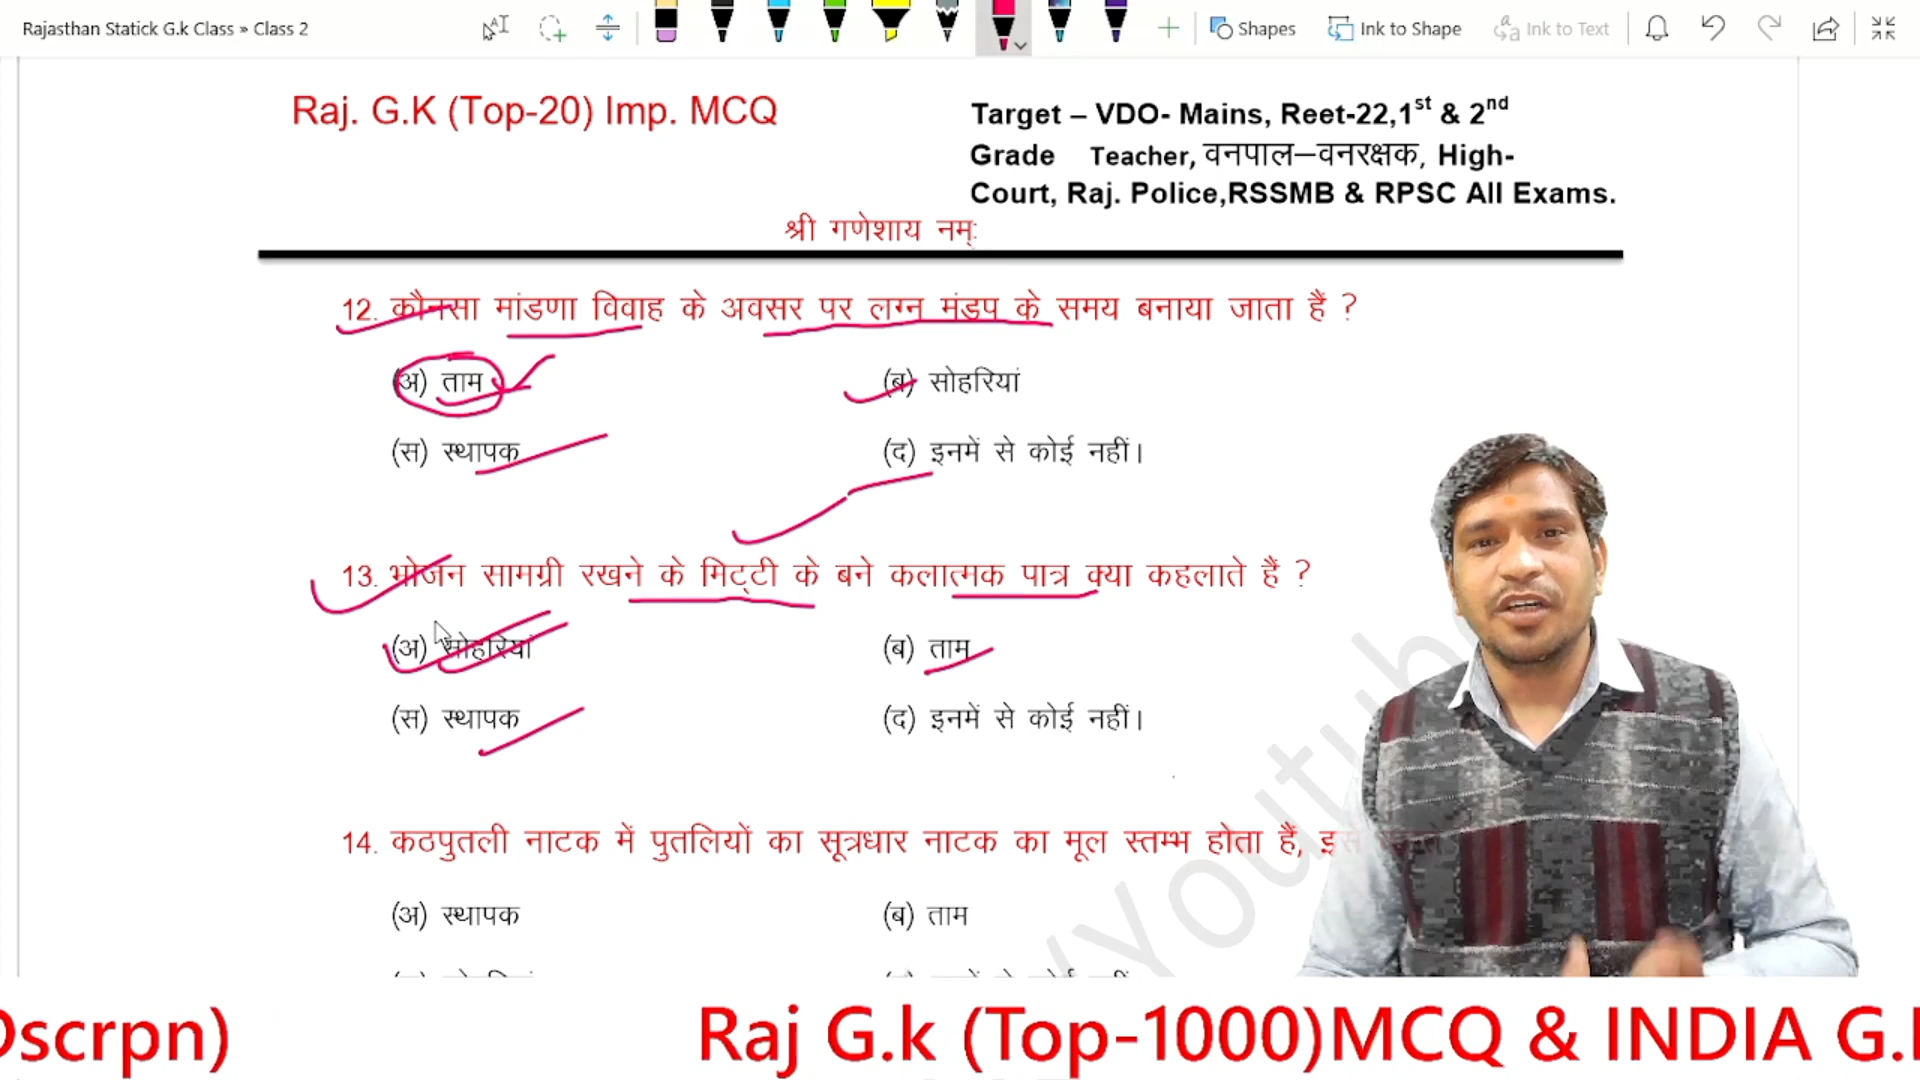 Rajasthan Statick G.k Class » Class 2
Shapes
Ink to Shape
Ink to Text
Raj. G.K (Top-20) Imp. MCQ
Target – VDO- Mains, Reet-22,1st & 2nd
Grade Teacher, वनपाल–वनरक्षक, High-
Court, Raj. Police,RSSMB & RPSC All Exams.
श्री गणेशाय नम्ः
12. कौनसा मांडणा विवाह के अवसर पर लग्न मंडप के समय बनाया जाता हैं ?
(अ) ताम
(ब) सोहरियां
(स) स्थापक
(द) इनमें से कोई नहीं।
13. भोजन सामग्री रखने के मिट्टी के बने कलात्मक पात्र क्या कहलाते हैं ?
(अ) सोहरियां
(ब) ताम
(स) स्थापक
(द) इनमें से कोई नहीं।
14. कठपुतली नाटक में पुतलियों का सूत्रधार नाटक का मूल स्तम्भ होता हैं,
(अ) स्थापक
(ब) ताम
Youtube
Dscrpn)
Raj G.k (Top-1000)MCQ & INDIA G.